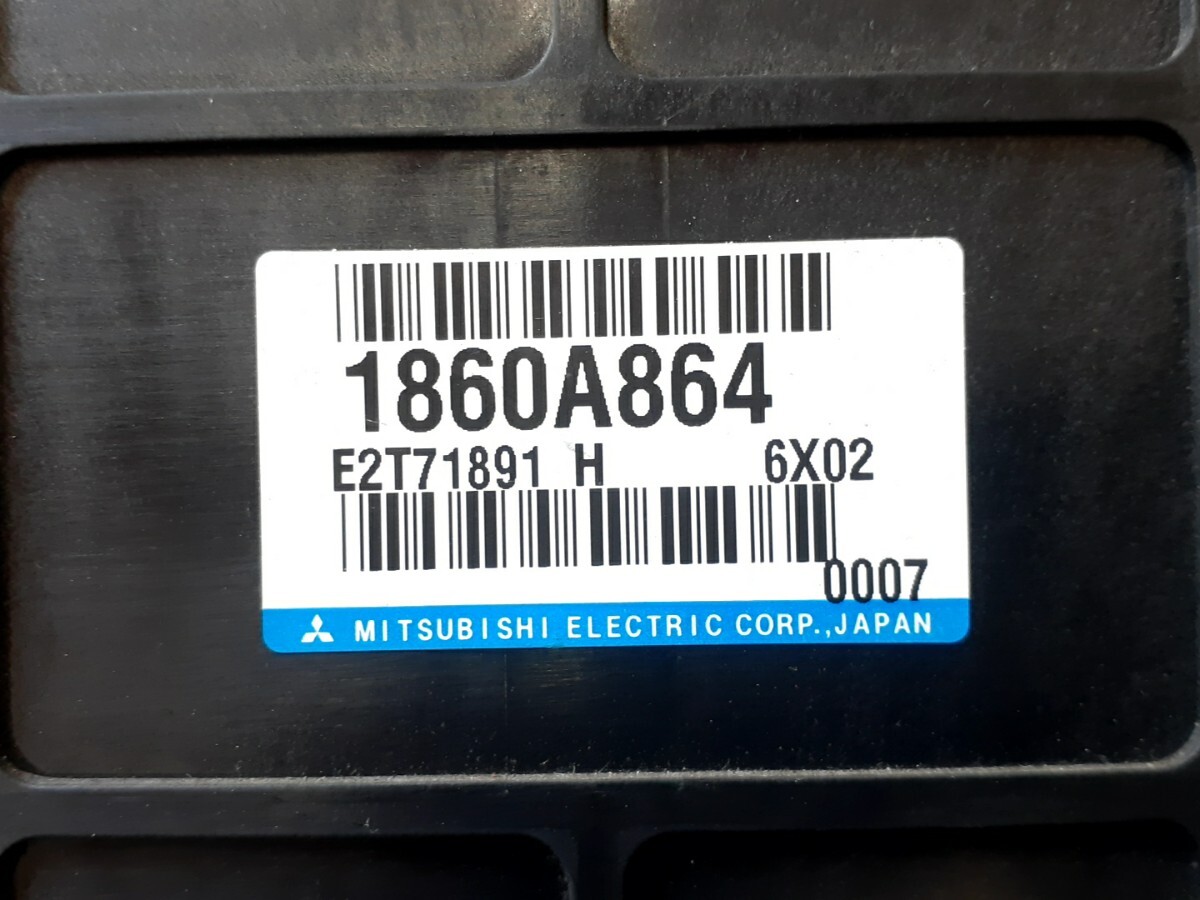 1860A864
E2T71891 H 6X02
0007
MITSUBISHI ELECTRIC CORP.,JAPAN